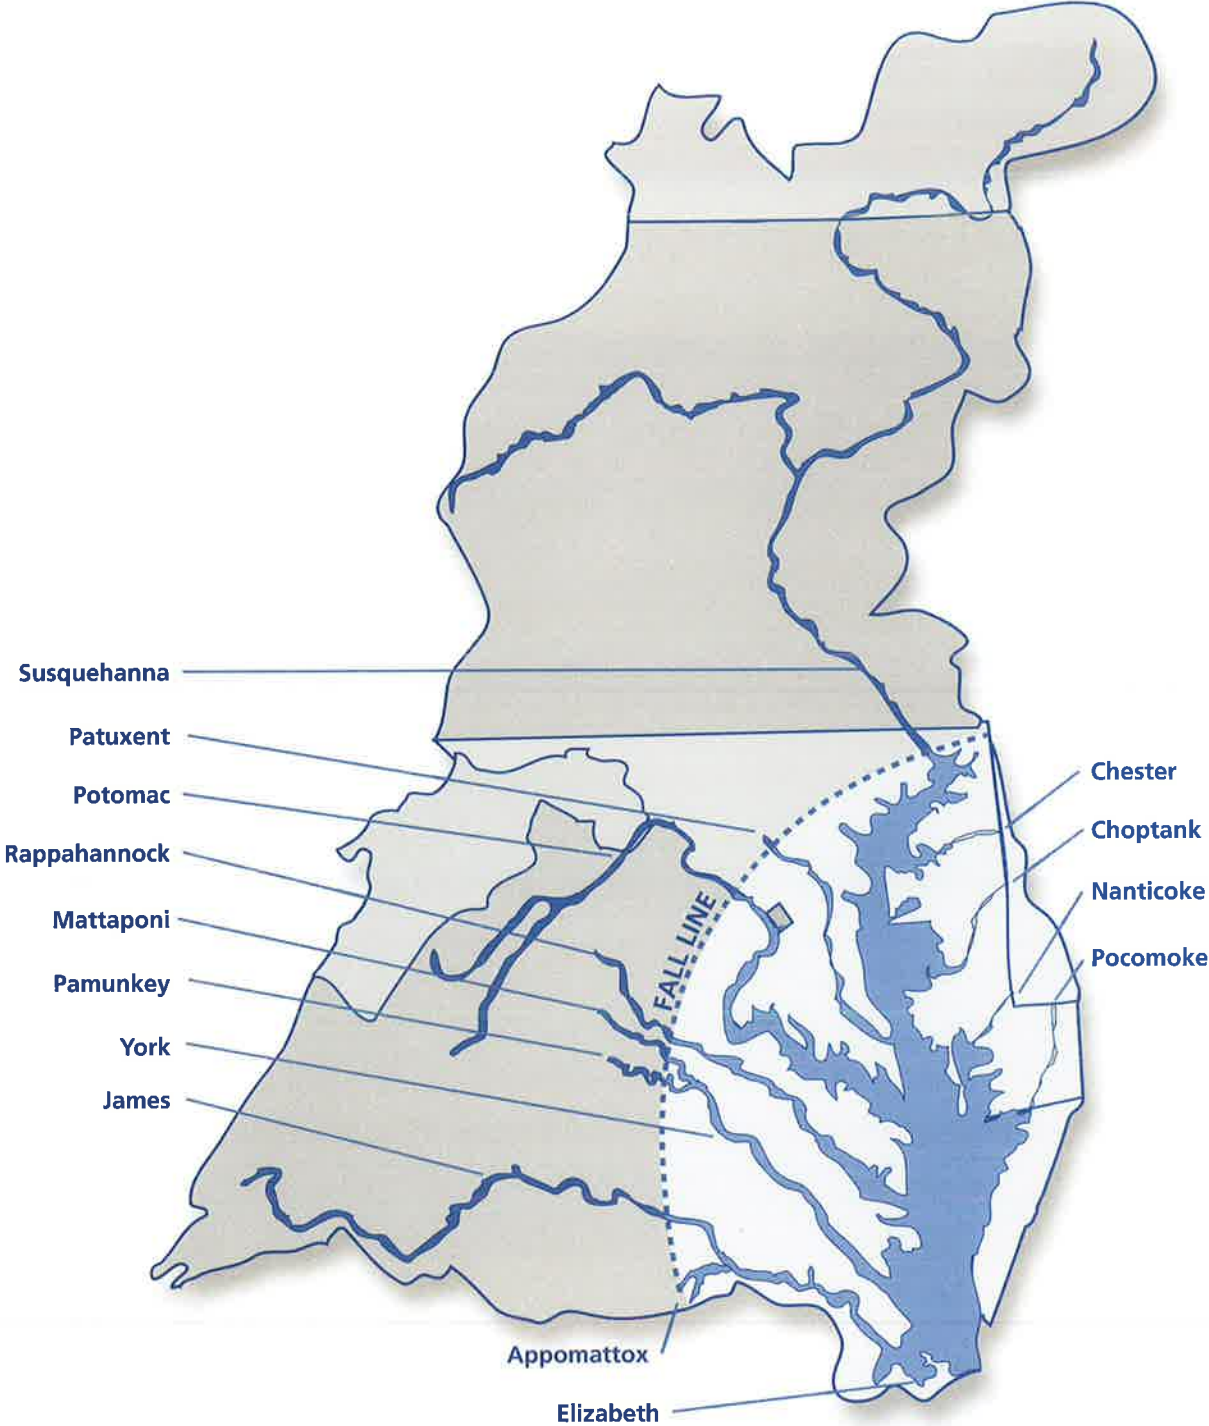 Susquehanna
Patuxent
Potomac
Rappahannock
Mattaponi
Pamunkey
York
James
FALL LINE
Chester
Choptank
Nanticoke
Pocomoke
Appomattox
Elizabeth